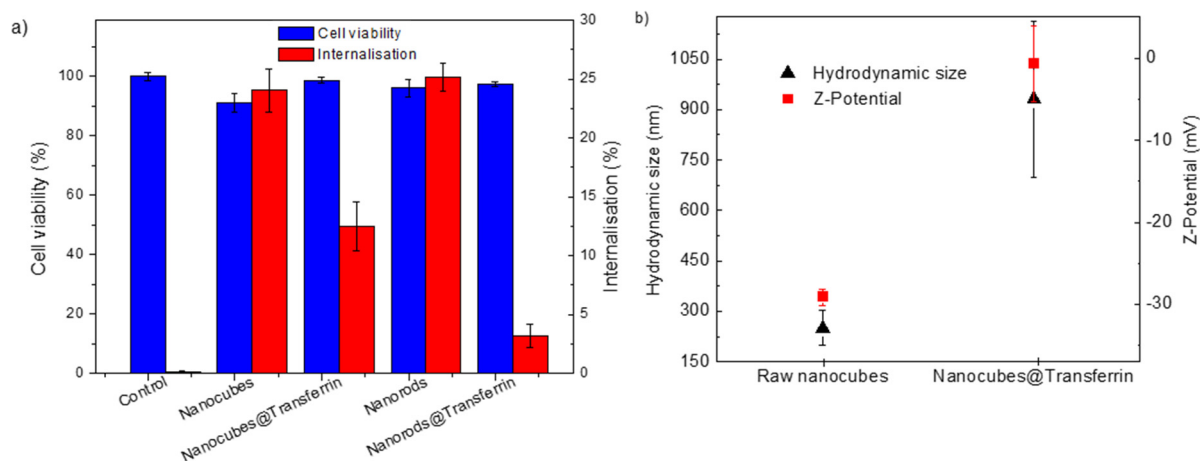 a)
Cell viability
Internalisation
Cell viability (%)
0
20
40
60
80
100
120
Internalisation (%)
0
5
10
15
20
25
30
Control
Nanocubes
Nanocubes@Transferrin
Nanorods
Nanorods@Transferrin
b)
Hydrodynamic size
Z-Potential
Hydrodynamic size (nm)
1050
900
750
600
450
300
150
Z-Potential (mV)
0
-10
-20
-30
Raw nanocubes
Nanocubes@Transferrin